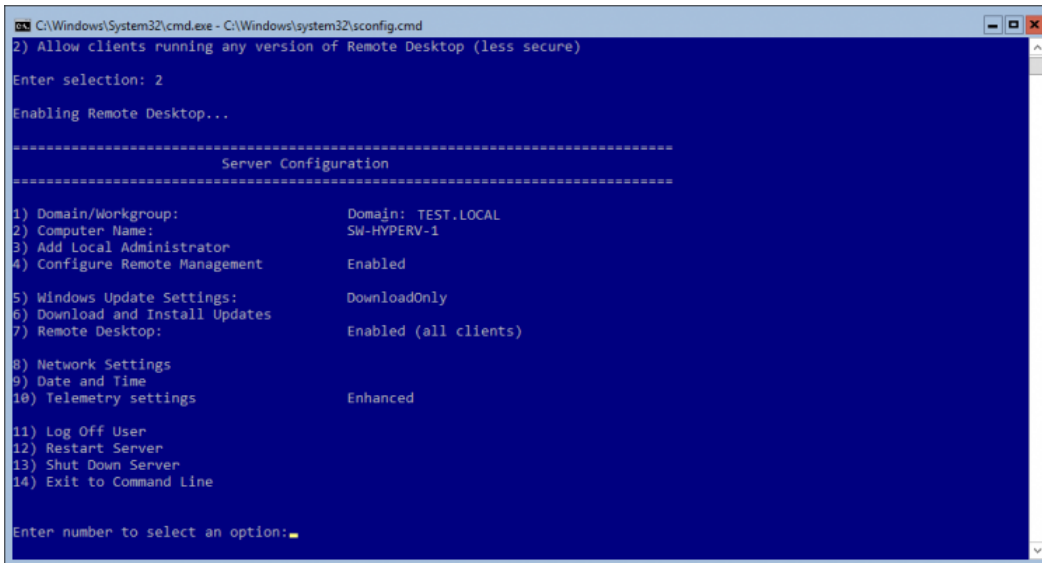 C:\Windows\System32\cmd.exe - C:\Windows\system32\sconfig.cmd
2) Allow clients running any version of Remote Desktop (less secure)
Enter selection: 2
Enabling Remote Desktop...
===============================================================================
Server Configuration
===============================================================================
1) Domain/Workgroup: Domain: TEST.LOCAL
2) Computer Name: SW-HYPERV-1
3) Add Local Administrator
4) Configure Remote Management Enabled
5) Windows Update Settings: DownloadOnly
6) Download and Install Updates
7) Remote Desktop: Enabled (all clients)
8) Network Settings
9) Date and Time
10) Telemetry settings Enhanced
11) Log Off User
12) Restart Server
13) Shut Down Server
14) Exit to Command Line
Enter number to select an option: